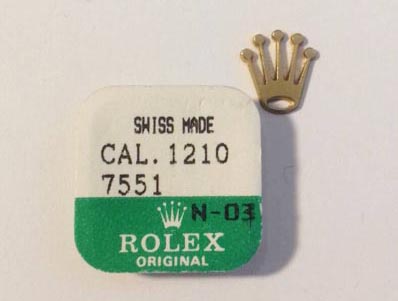 SWISS MADE
CAL. 1210
7551
N-03
ROLEX
ORIGINAL